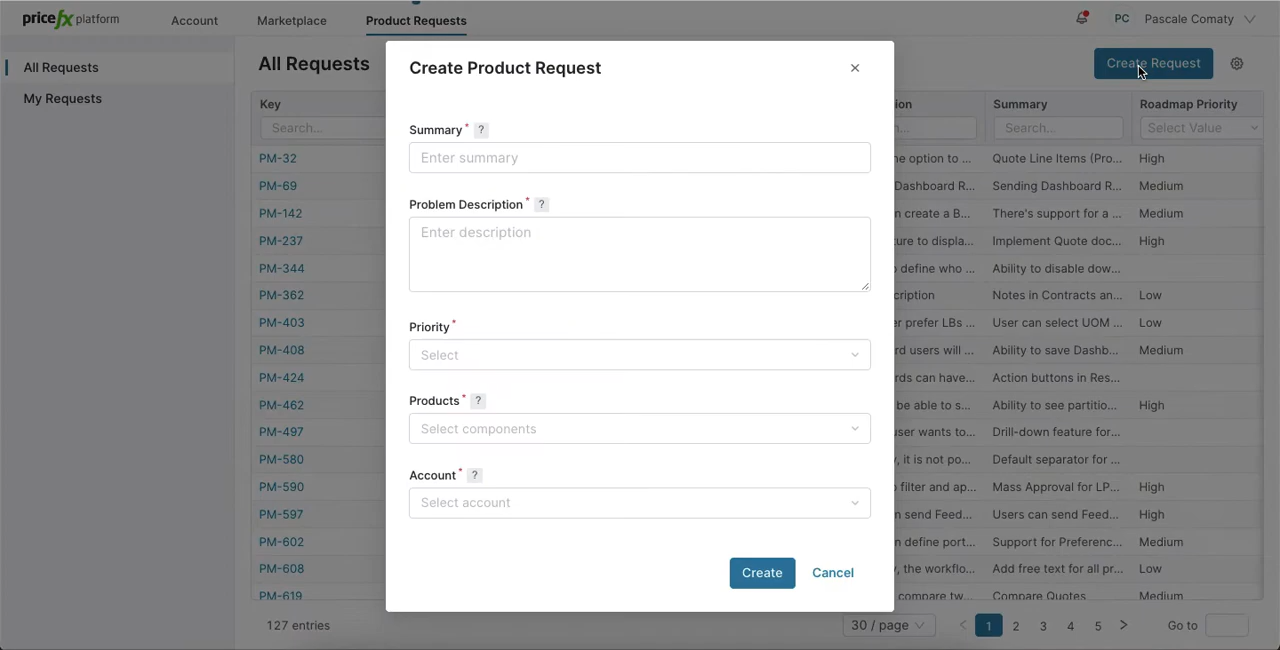 pricefx platform Account Marketplace Product Requests PC Pascale Comaty
All Requests
My Requests
All Requests Create Request
Create Product Request
Summary * ?
Enter summary
Problem Description * ?
Enter description
Priority *
Select
Products * ?
Select components
Account * ?
Select account
Create Cancel
Key Summary Roadmap Priority
Search... Search... Select Value
PM-32 option to ... Quote Line Items (Pro... High
PM-69 Dashboard R... Sending Dashboard R... Medium
PM-142 create a B... There's support for a ... Medium
PM-237 to displa... Implement Quote doc... High
PM-344 define who ... Ability to disable dow...
PM-362 Notes in Contracts an... Low
PM-403 prefer LBs ... User can select UOM ... Low
PM-408 users will ... Ability to save Dashb... Medium
PM-424 can have... Action buttons in Res...
PM-462 be able to s... Ability to see partitio... High
PM-497 wants to... Drill-down feature for...
PM-580 , it is not po... Default separator for ...
PM-590 filter and ap... Mass Approval for LP... High
PM-597 send Feed... Users can send Feed... High
PM-602 define port... Support for Preferenc... Medium
PM-608 , the workflo... Add free text for all pr... Low
PM-619 compare tw... Compare Quotes Medium
127 entries 30 / page < 1 2 3 4 5 > Go to